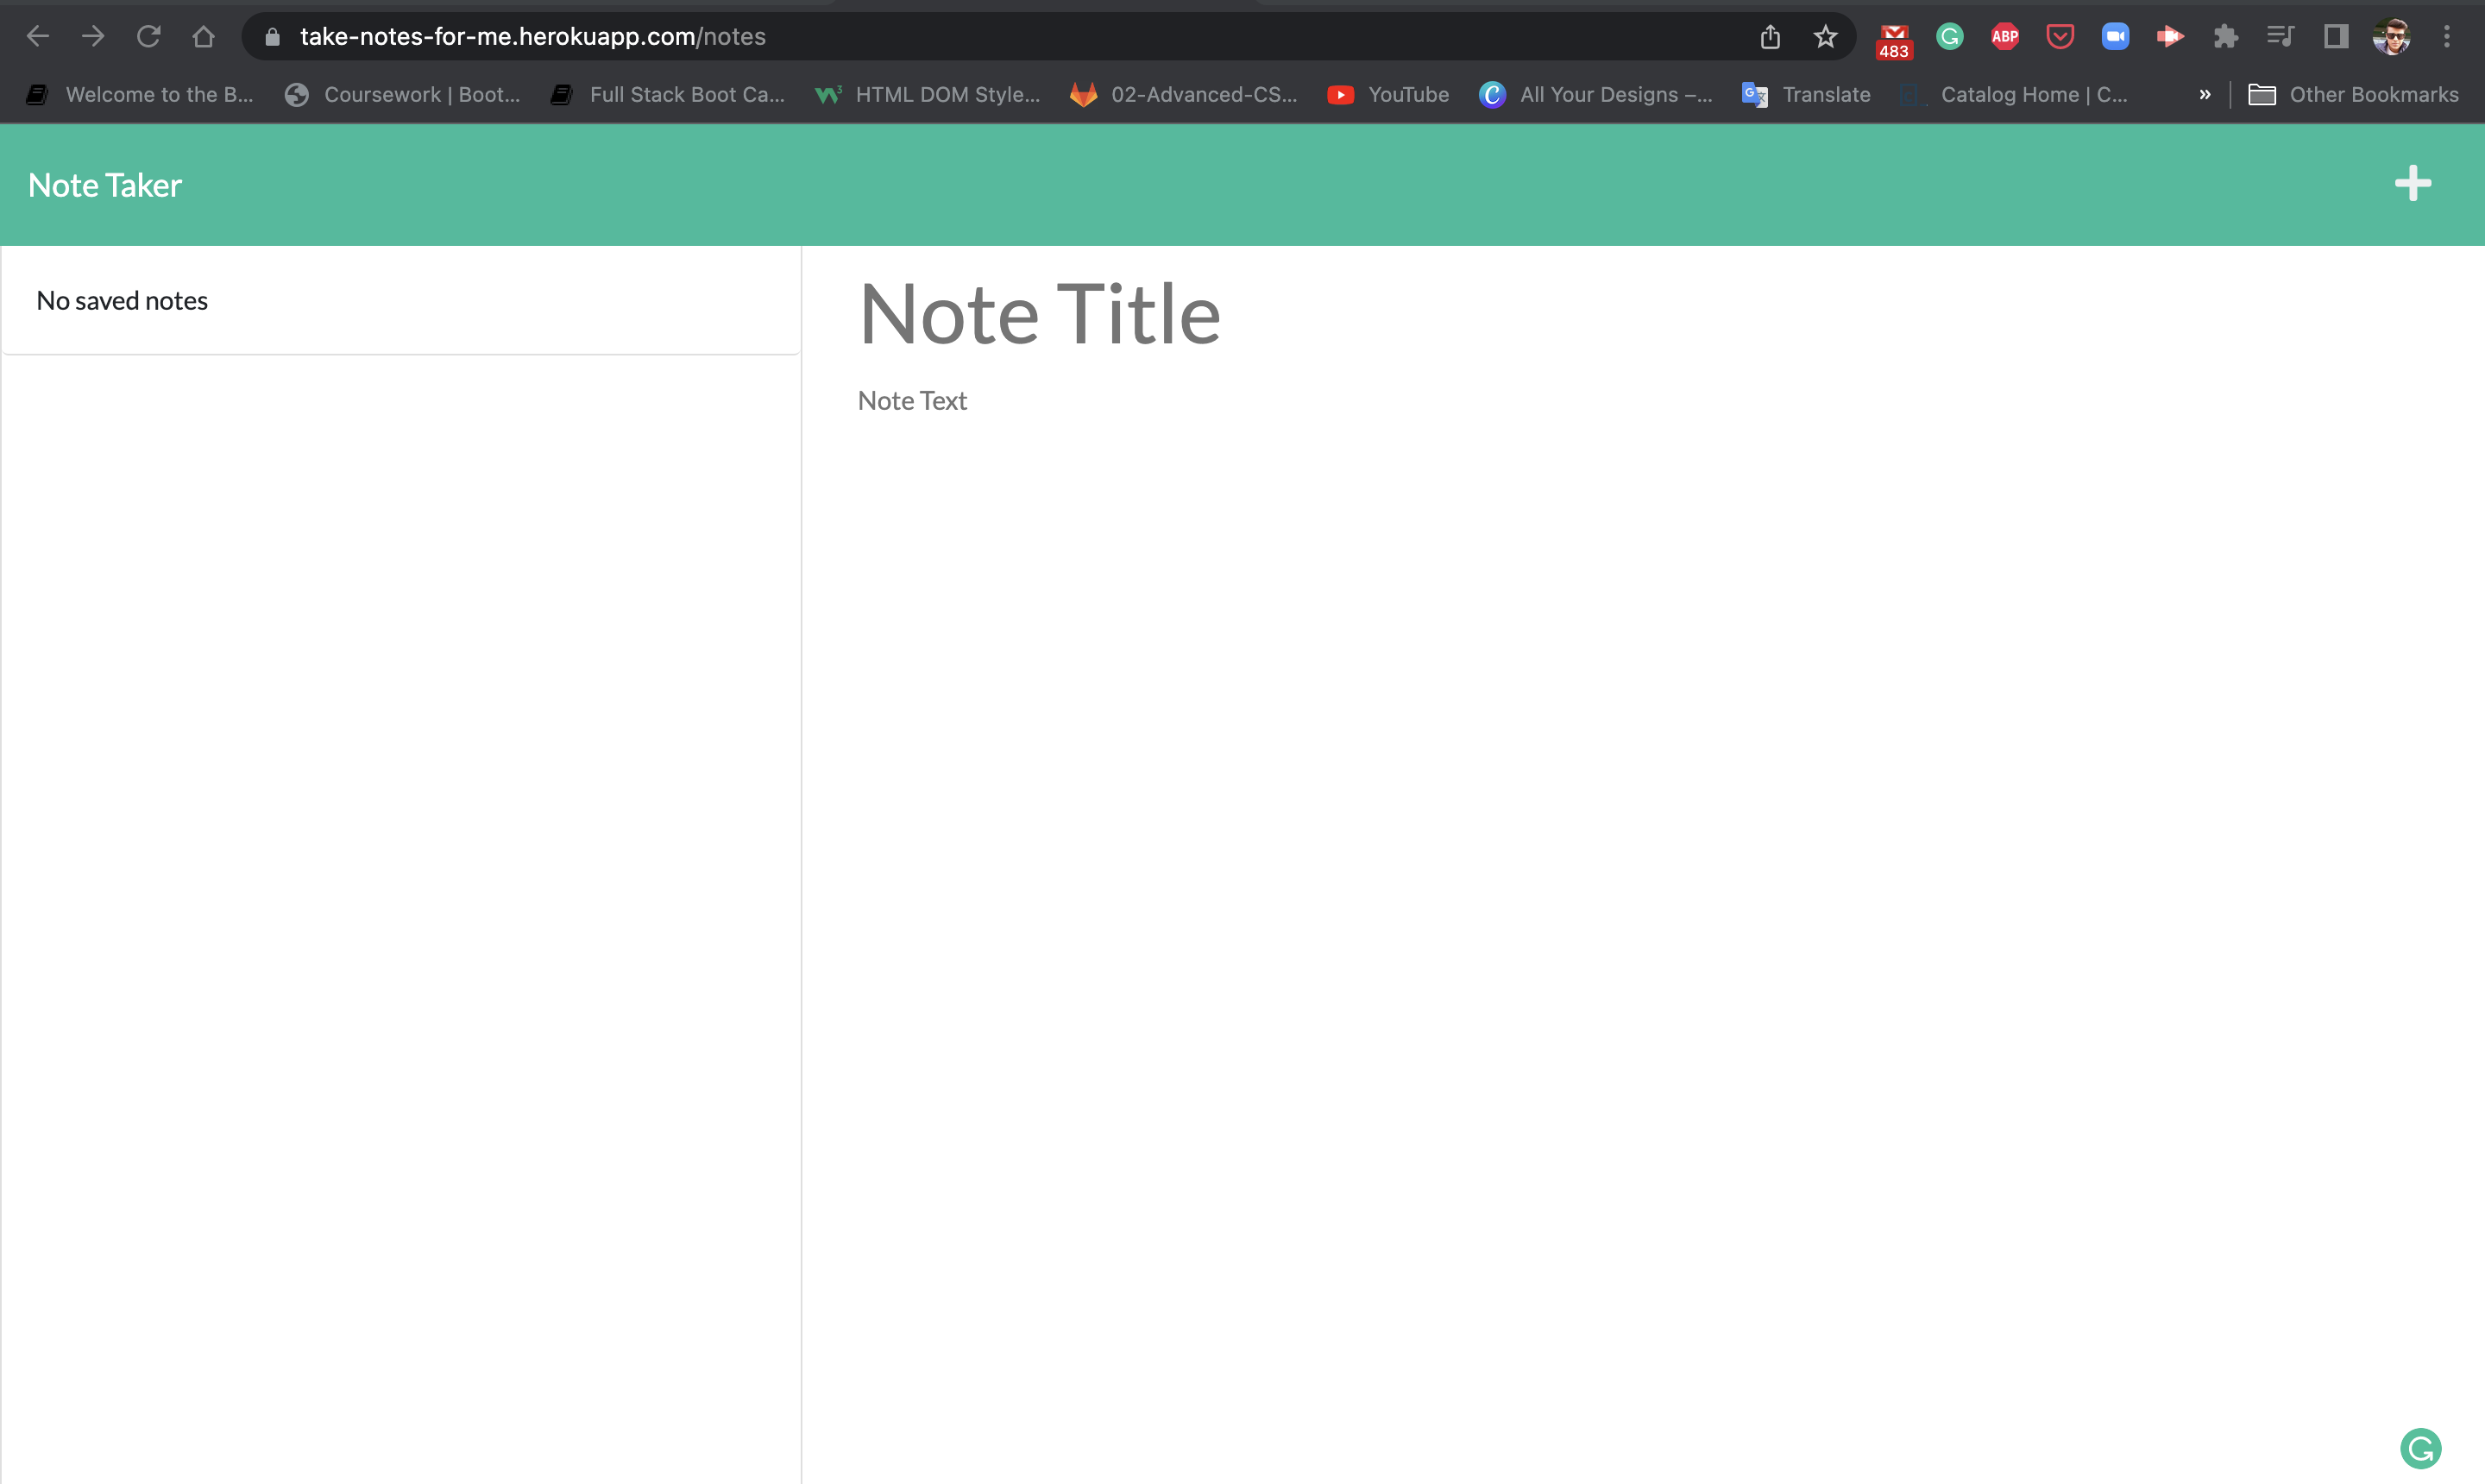 take-notes-for-me.herokuapp.com/notes
483
ABP
Welcome to the B... Coursework | Boot... Full Stack Boot Ca... HTML DOM Style... 02-Advanced-CS... YouTube All Your Designs –... Translate Catalog Home | C... » Other Bookmarks
Note Taker
No saved notes
Note Title
Note Text